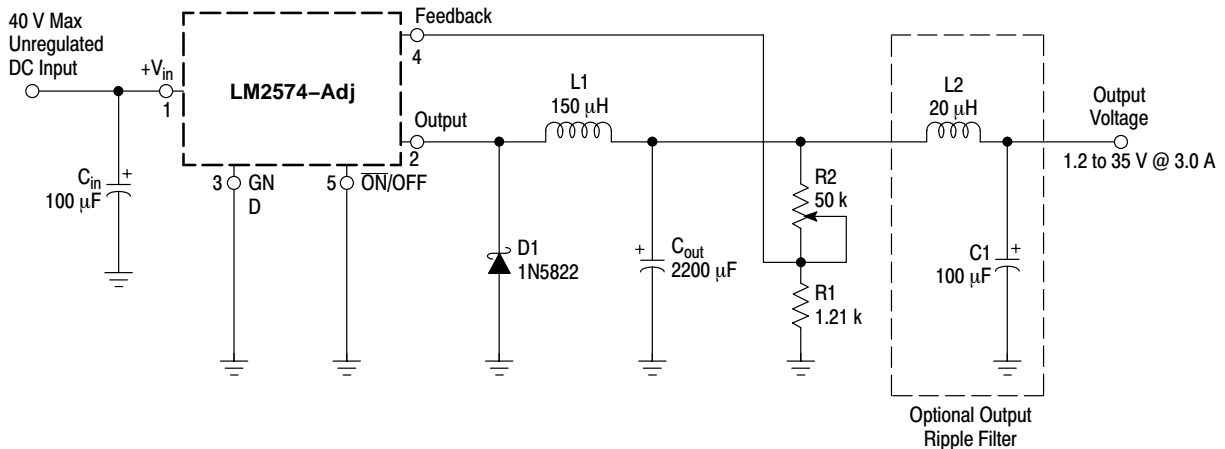 40 V Max
Unregulated
DC Input
Feedback
4
+Vin
1
LM2574–Adj
Output
2
L1
150 μH
L2
20 μH
Output
Voltage
1.2 to 35 V @ 3.0 A
Cin
100 μF
+
3
GN
D
5
ON/OFF
D1
1N5822
+
Cout
2200 μF
R2
50 k
R1
1.21 k
C1
100 μF
+
Optional Output
Ripple Filter